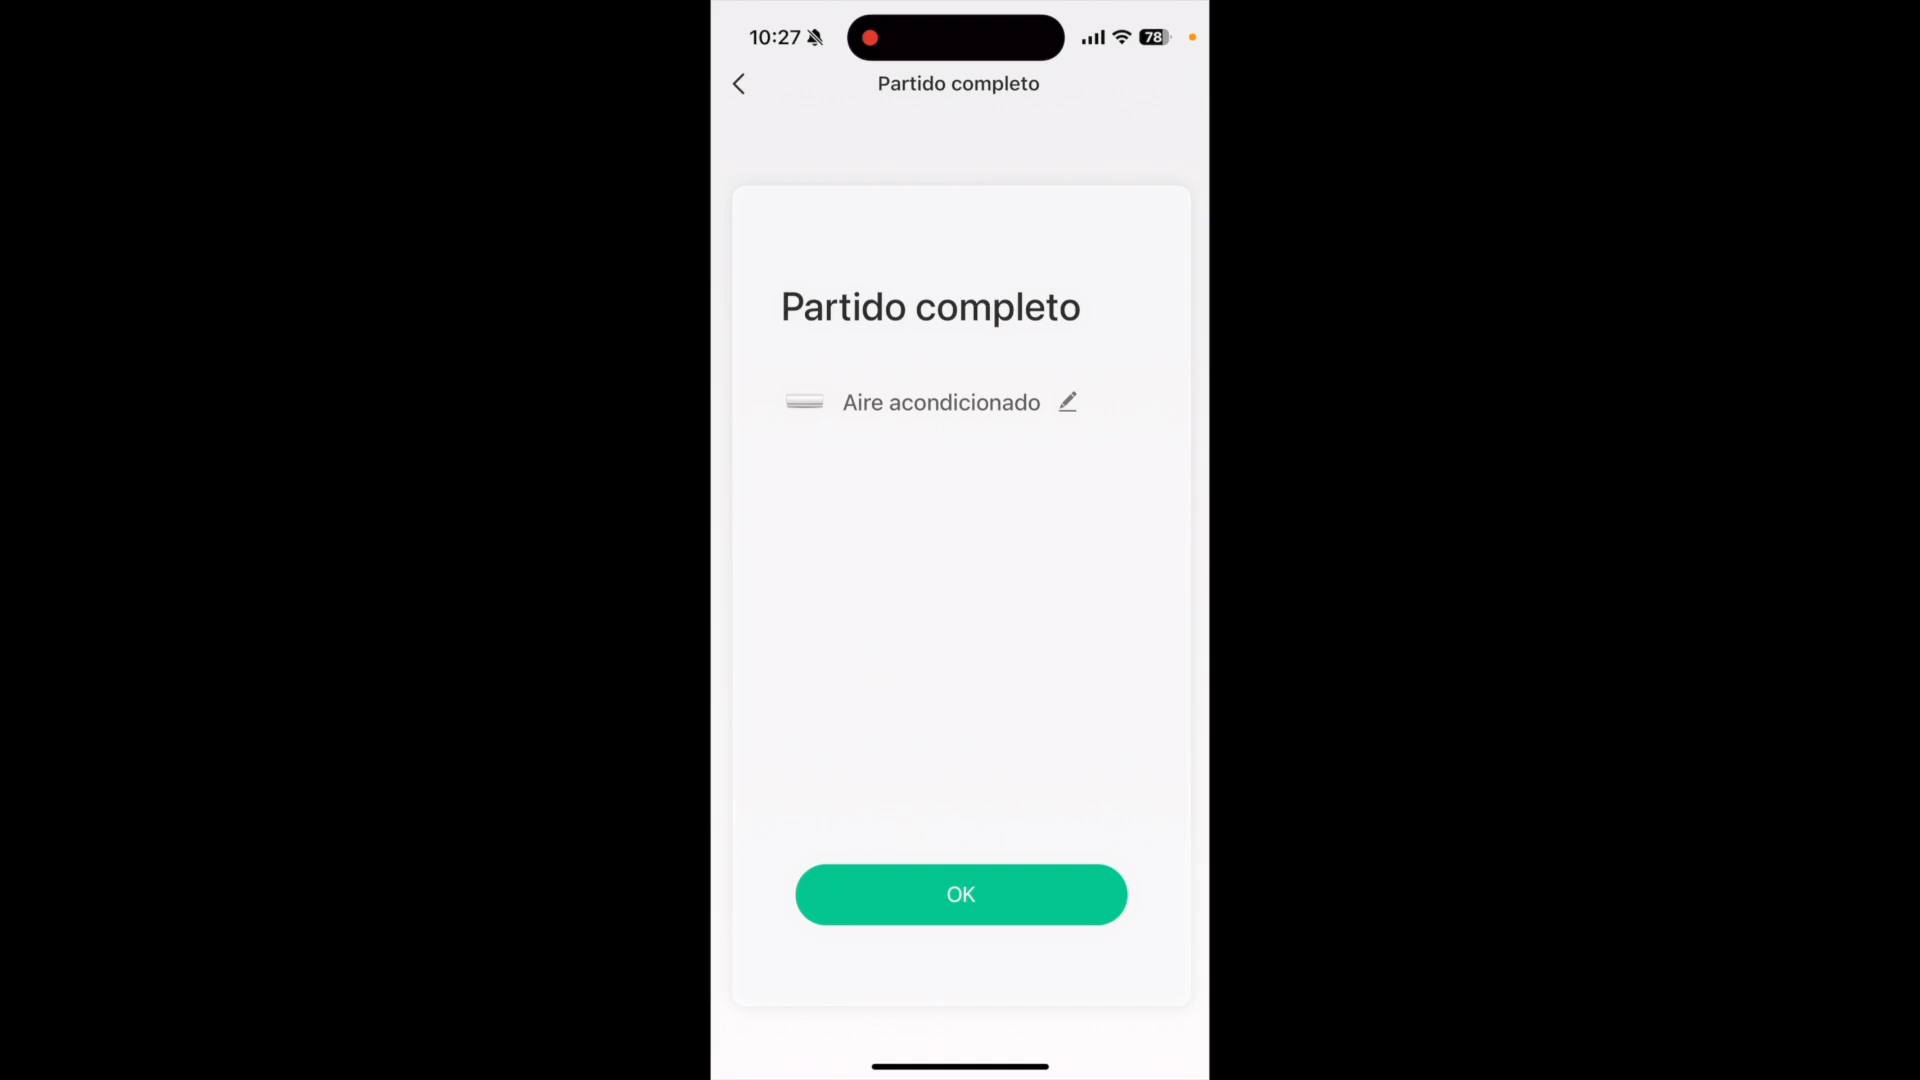 10:27
78
Partido completo
Partido completo
Aire acondicionado
OK